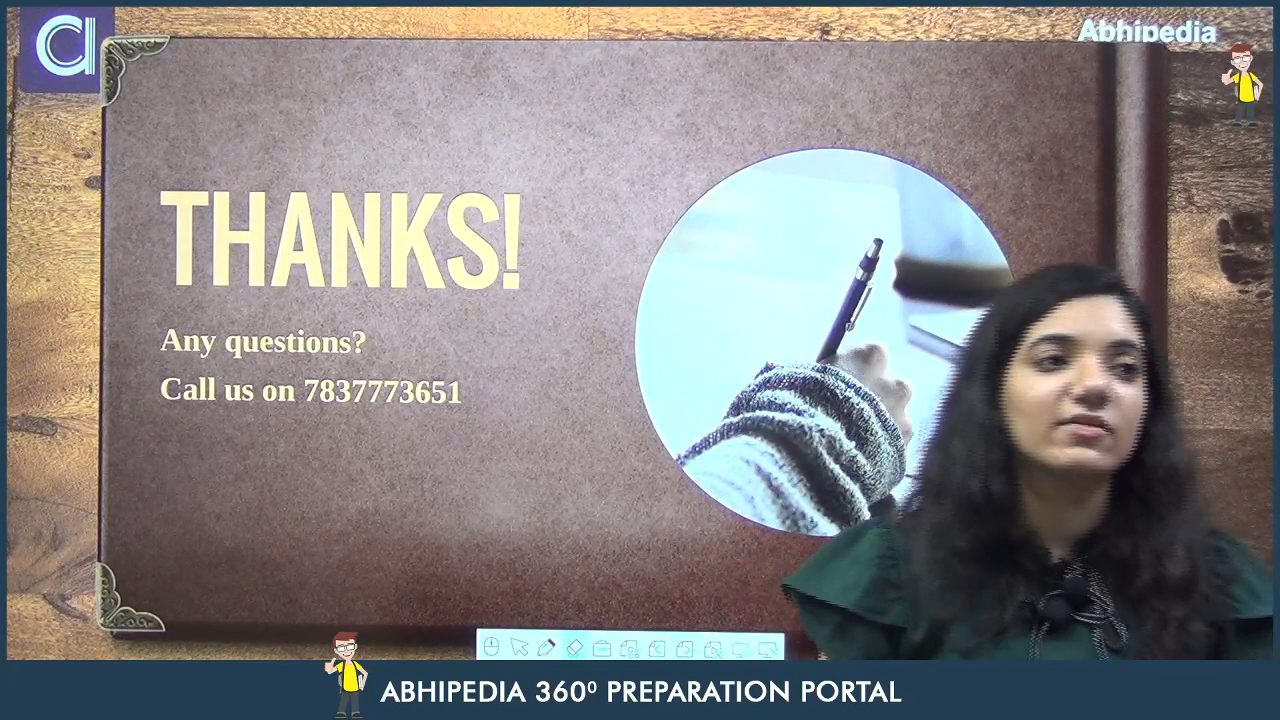 Abhipedia
THANKS!
Any questions?
Call us on 7837773651
ABHIPEDIA 360⁰ PREPARATION PORTAL